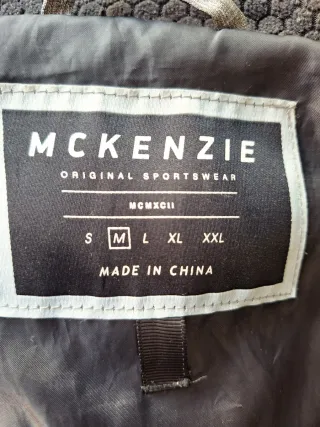 MCKENZIE
ORIGINAL SPORTSWEAR
MCMXCII
S M L XL XXL
MADE IN CHINA